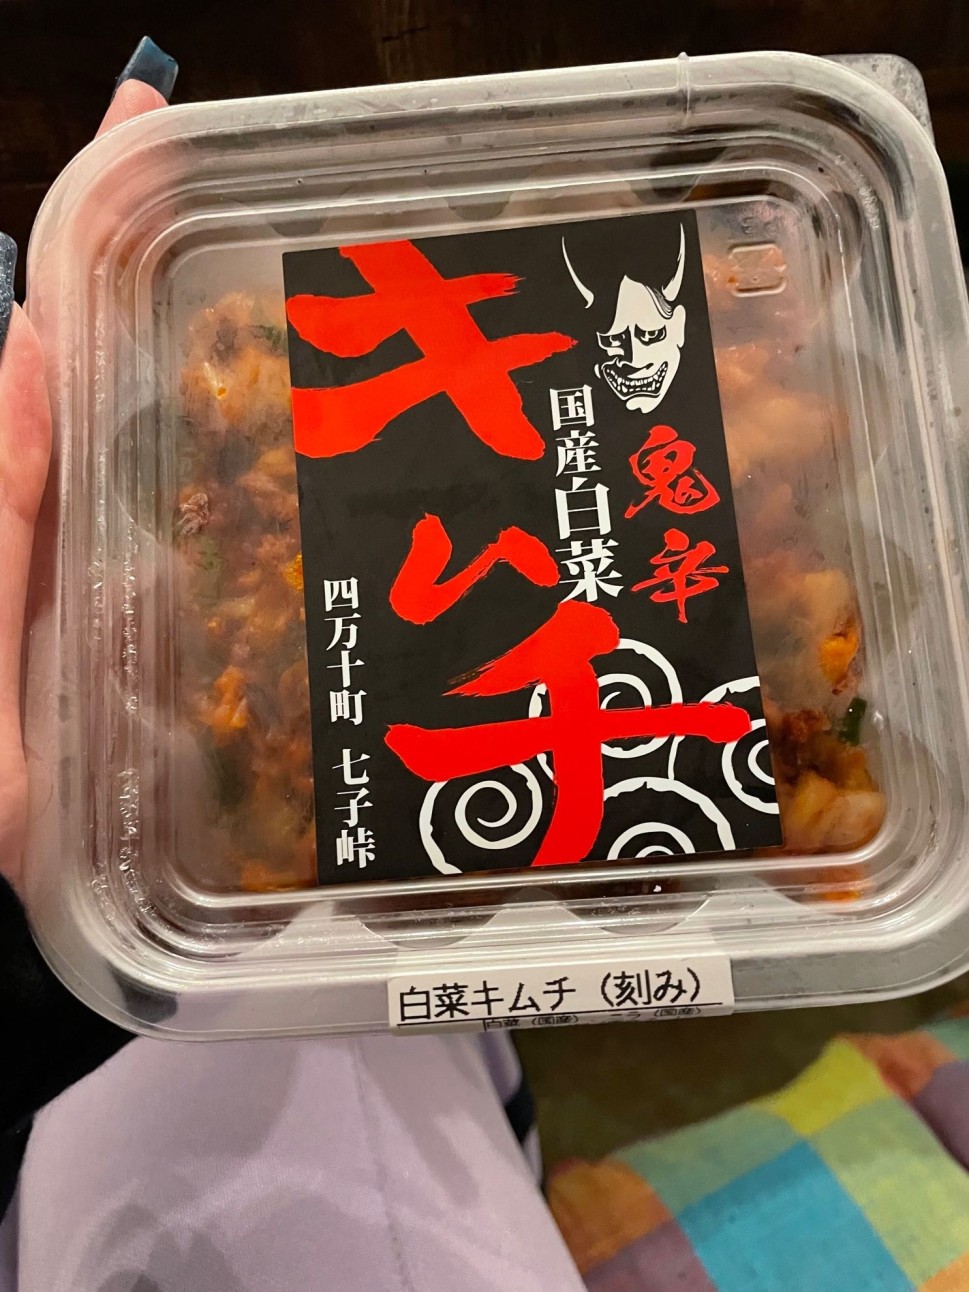 鬼辛
国産白菜
キムチ
四万十町 七子峠
白菜キムチ（刻み）
白菜（国産）、ニラ（国産）